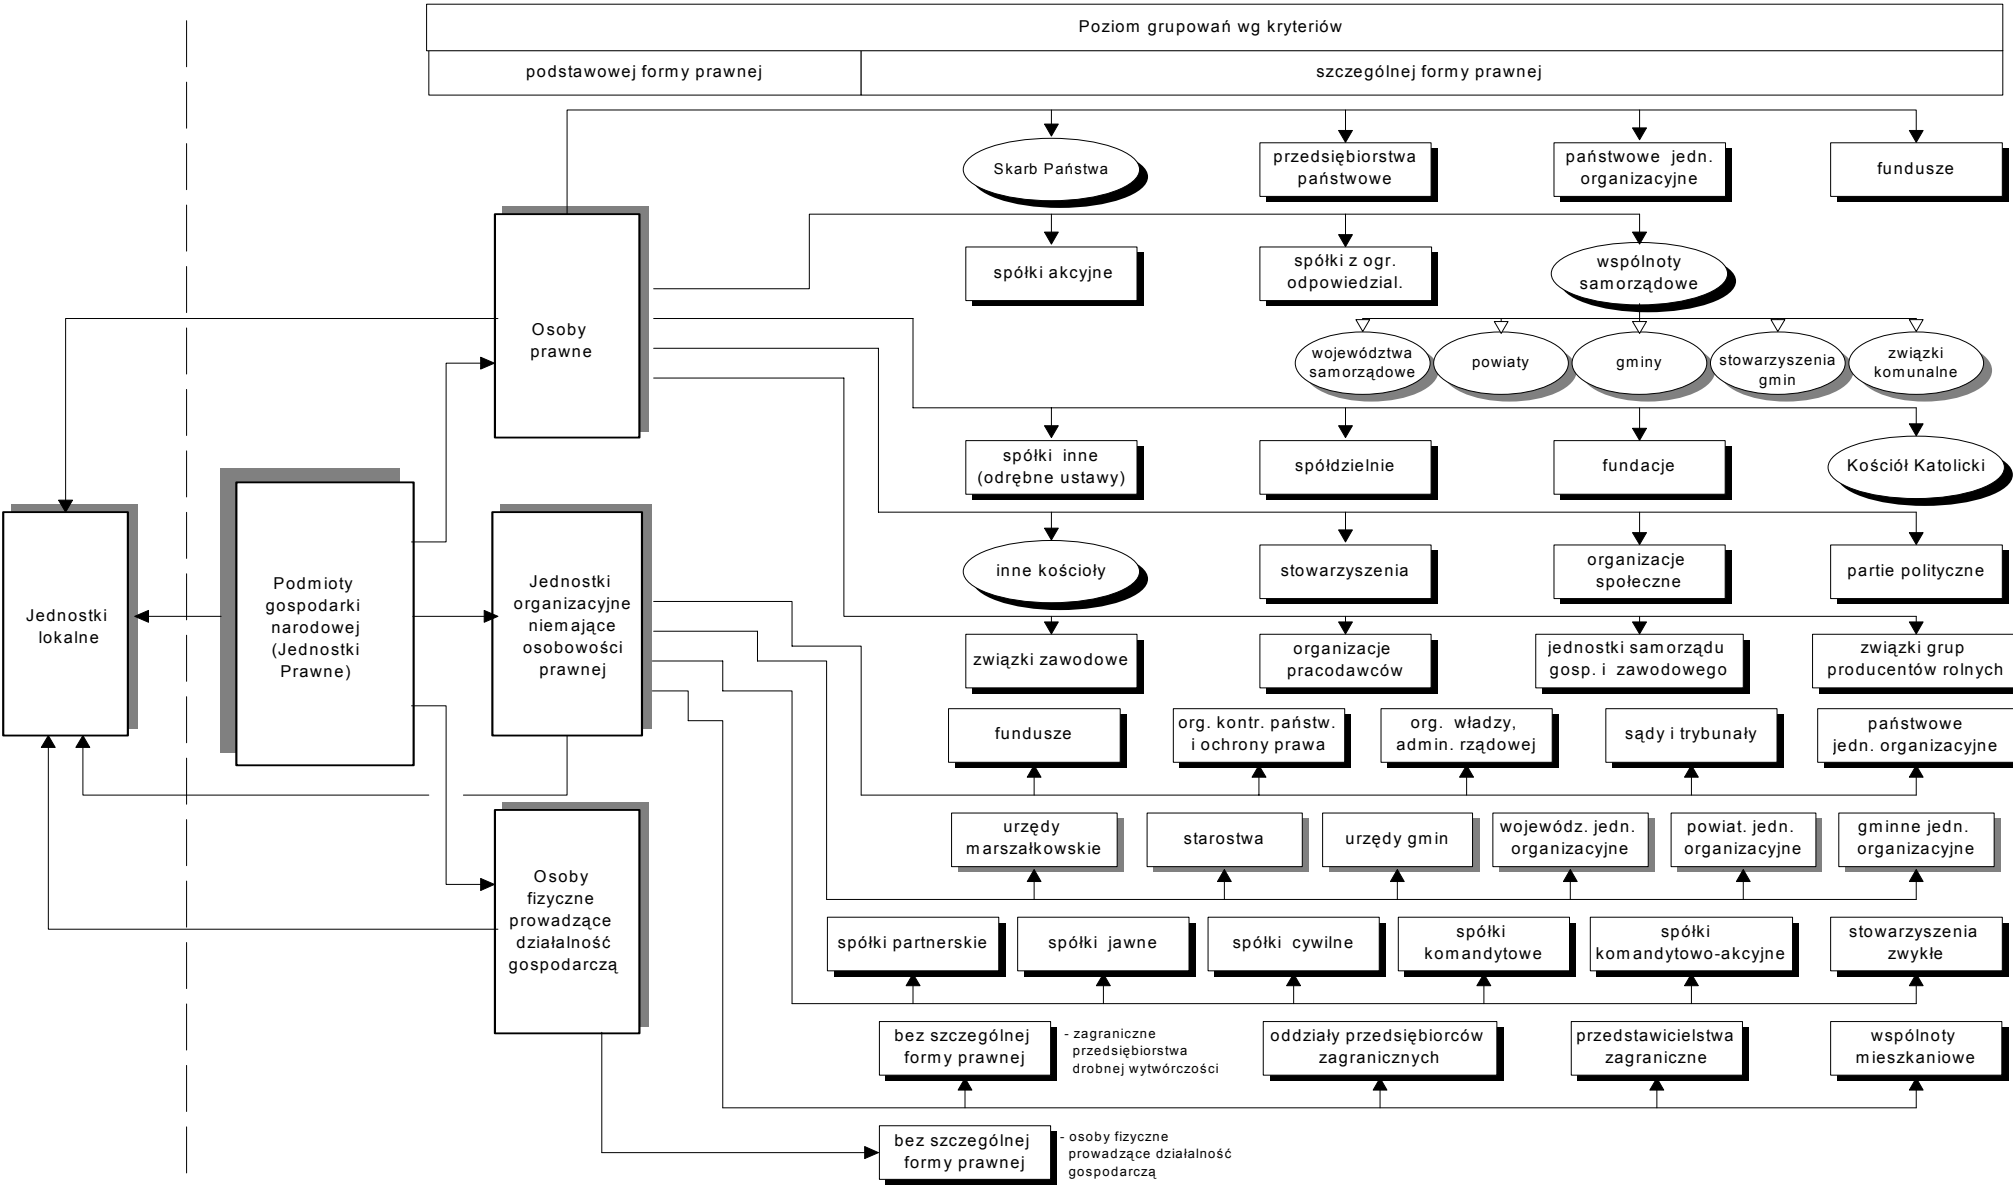 Poziom grupowań wg kryteriów
podstawowej formy prawnej
szczególnej formy prawnej
Skarb Państwa
przedsiębiorstwa
państwowe
państwowe jedn.
organizacyjne
fundusze
spółki akcyjne
spółki z ogr.
odpowiedzial.
wspólnoty
samorządowe
województwa
samorządowe
powiaty
gminy
stowarzyszenia
gmin
związki
komunalne
Osoby
prawne
spółki inne
(odrębne ustawy)
spółdzielnie
fundacje
Kościół Katolicki
inne kościoły
stowarzyszenia
organizacje
społeczne
partie polityczne
Jednostki
lokalne
Podmioty
gospodarki
narodowej
(Jednostki
Prawne)
Jednostki
organizacyjne
niemające
osobowości
prawnej
związki zawodowe
organizacje
pracodawców
jednostki samorządu
gosp. i zawodowego
związki grup
producentów rolnych
fundusze
org. kontr. państw.
i ochrony prawa
org. władzy,
admin. rządowej
sądy i trybunały
państwowe
jedn. organizacyjne
urzędy
marszałkowskie
starostwa
urzędy gmin
wojewódz. jedn.
organizacyjne
powiat. jedn.
organizacyjne
gminne jedn.
organizacyjne
Osoby
fizyczne
prowadzące
działalność
gospodarczą
spółki partnerskie
spółki jawne
spółki cywilne
spółki
komandytowe
spółki
komandytowo-akcyjne
stowarzyszenia
zwykłe
bez szczególnej
formy prawnej
- zagraniczne
przedsiębiorstwa
drobnej wytwórczości
oddziały przedsiębiorców
zagranicznych
przedstawicielstwa
zagraniczne
wspólnoty
mieszkaniowe
bez szczególnej
formy prawnej
- osoby fizyczne
prowadzące działalność
gospodarczą